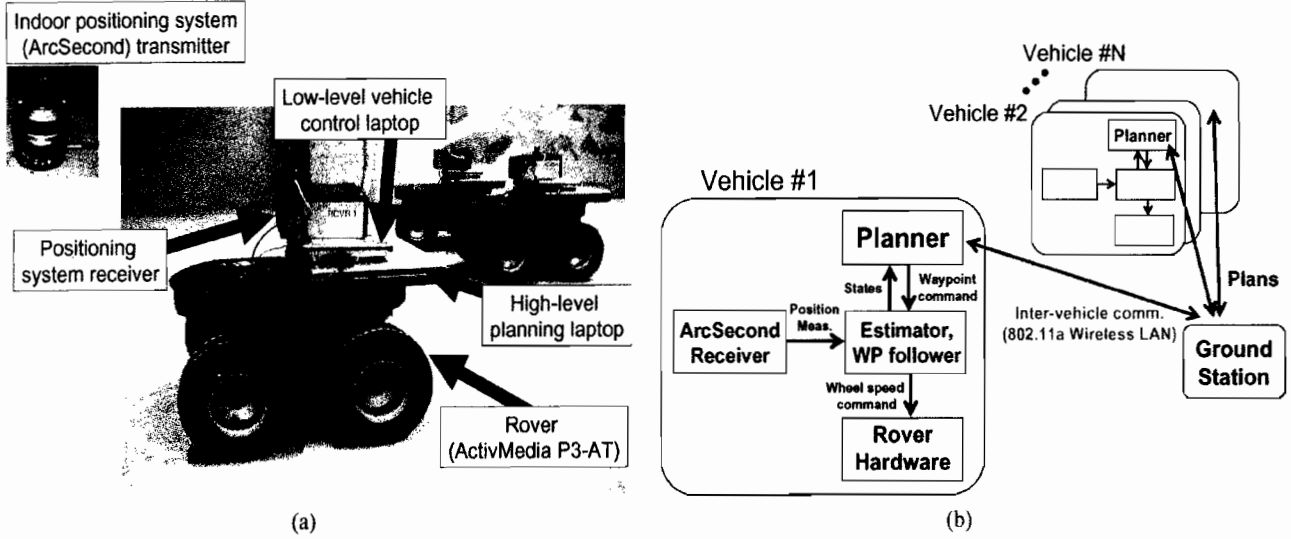 Indoor positioning system
(ArcSecond) transmitter
Low-level vehicle
control laptop
RCVR 1
Positioning
system receiver
High-level
planning laptop
Rover
(ActivMedia P3-AT)
(a)
Vehicle #N
Vehicle #2
Planner
Vehicle #1
Planner
States
Waypoint
command
Position
Meas.
ArcSecond
Receiver
Estimator,
WP follower
Wheel speed
command
Rover
Hardware
Plans
Inter-vehicle comm.
(802.11a Wireless LAN)
Ground
Station
(b)